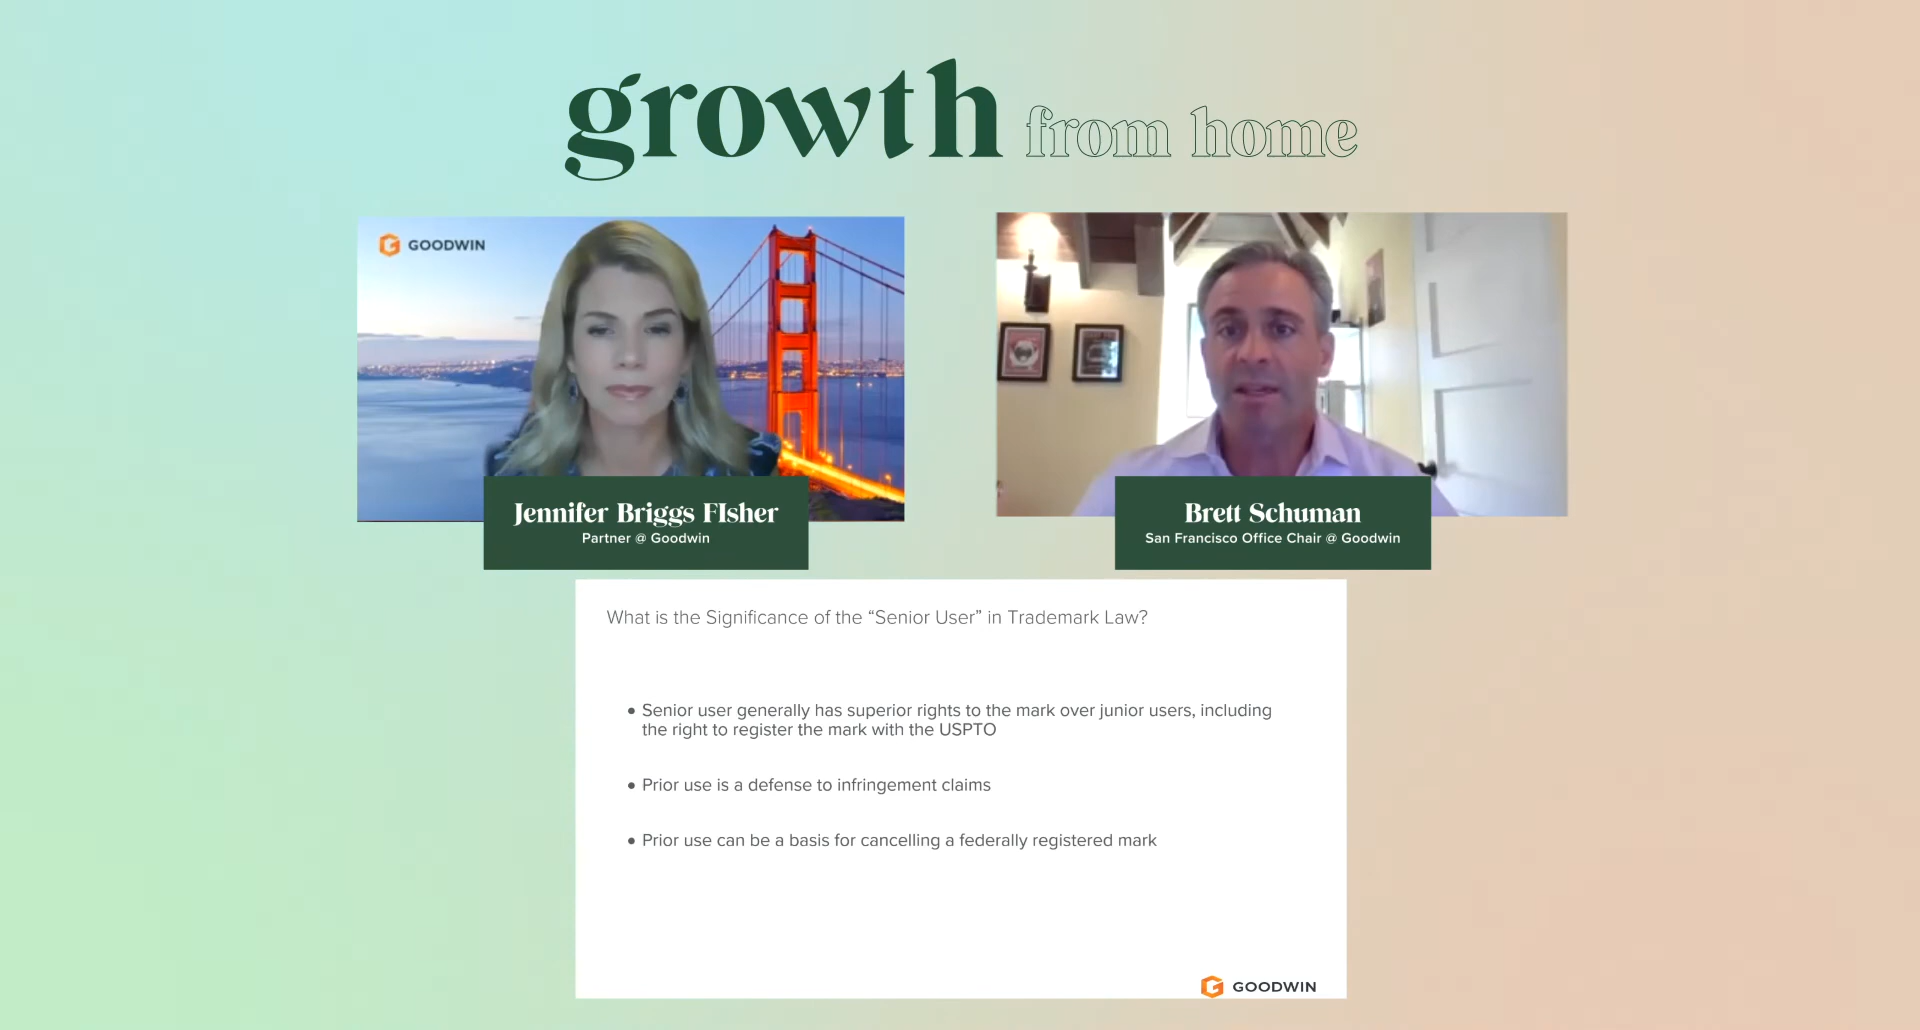 growth from home
GOODWIN
Jennifer Briggs FIsher
Partner @ Goodwin
Brett Schuman
San Francisco Office Chair @ Goodwin
What is the Significance of the “Senior User” in Trademark Law?
• Senior user generally has superior rights to the mark over junior users, including
the right to register the mark with the USPTO
• Prior use is a defense to infringement claims
• Prior use can be a basis for cancelling a federally registered mark
GOODWIN